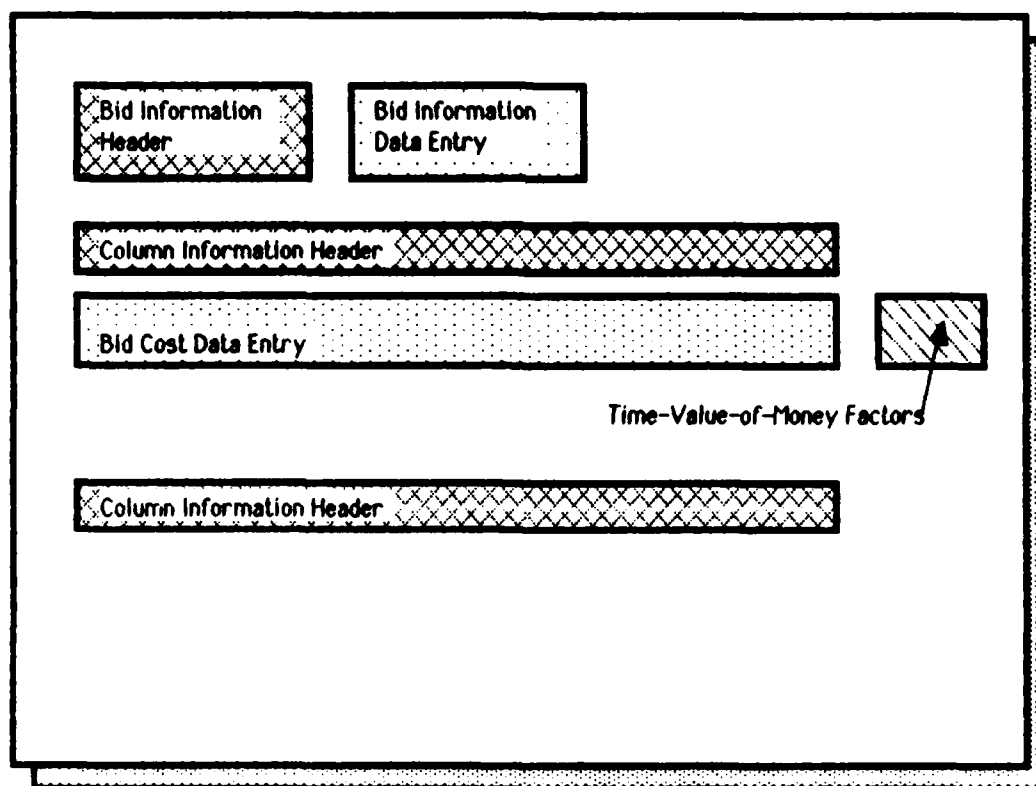 Bid Information
Header
Bid Information
Data Entry
Column Information Header
Bid Cost Data Entry
Time-Value-of-Money Factors
Column Information Header